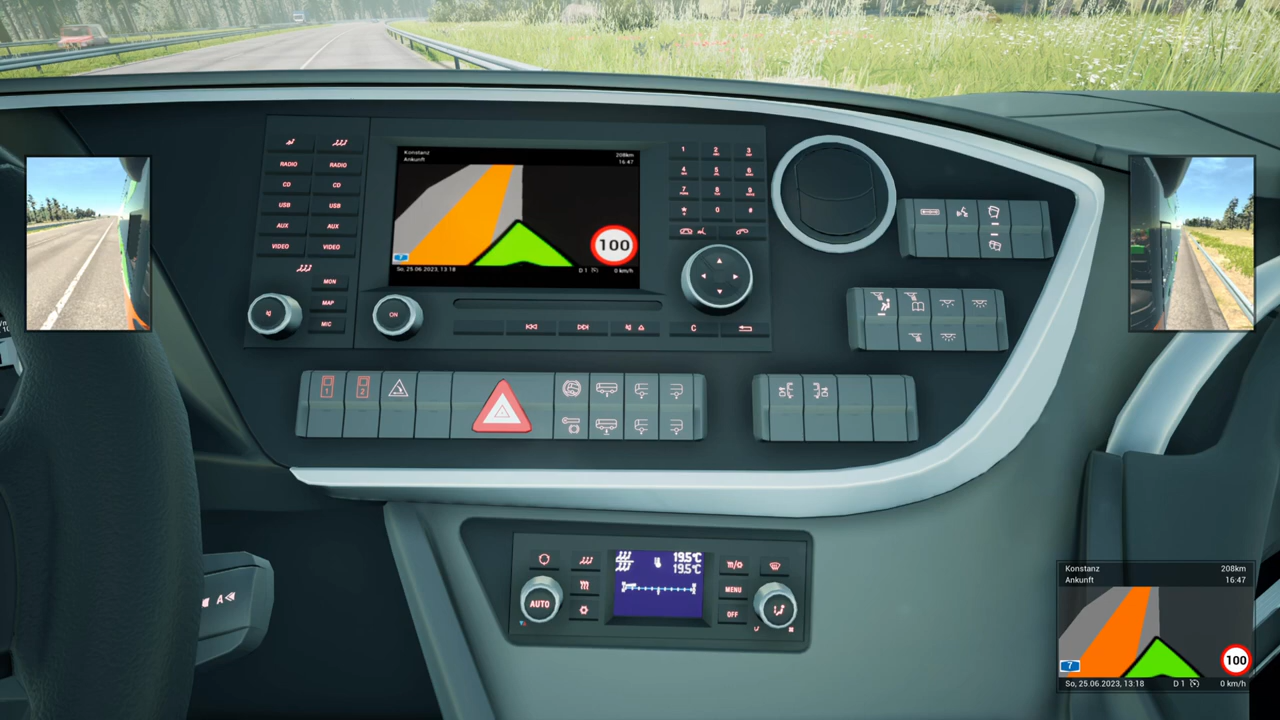 RADIO RADIO
CD CD
USB USB
AUX AUX
VIDEO VIDEO
MON
MAP
MIC
ON
Konstanz 208km
Ankunft 16:47
7
100
So, 25.06.2023, 13:18 D 1 0 km/h
1 2 3
4 5 6
7 8 9
* 0 #
C
1 2
A
19.5°C
19.5°C
AUTO
MENU
OFF
Konstanz 208km
Ankunft 16:47
7
100
So, 25.06.2023, 13:18 D 1 0 km/h